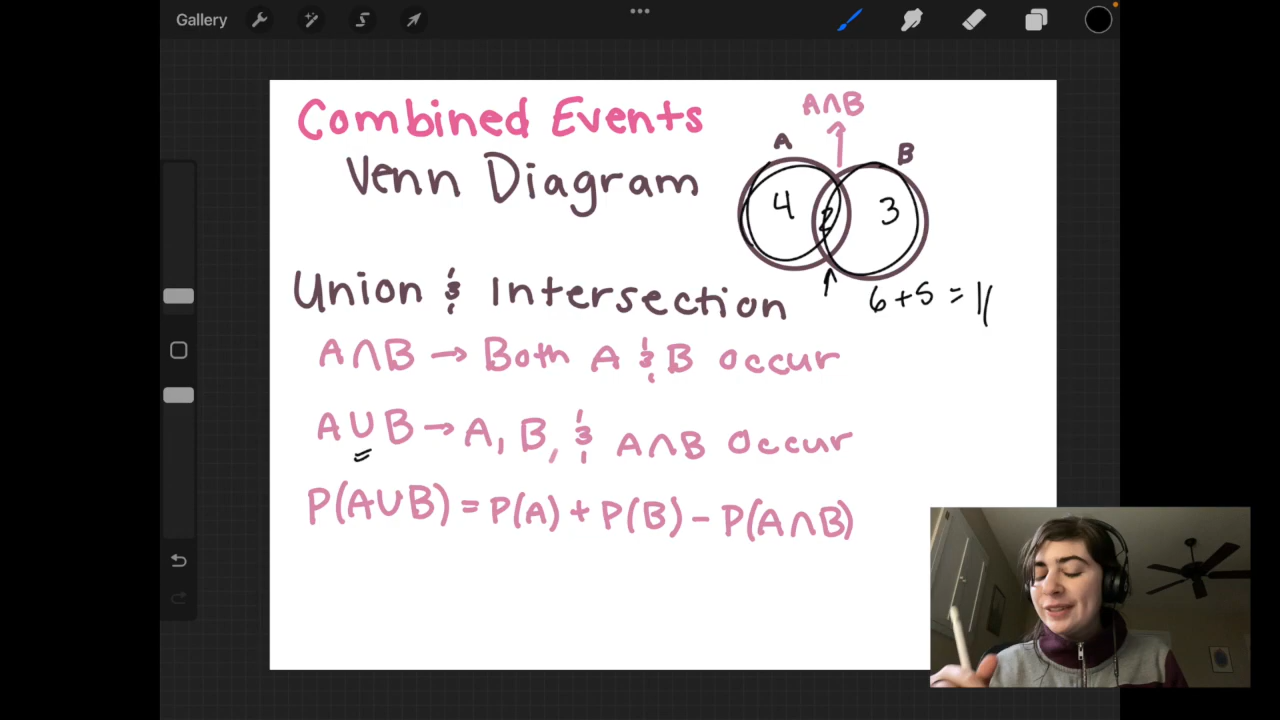 Gallery
Combined Events
Venn Diagram
A∩B
A
B
4
2
3
6+5=11
Union & Intersection
A∩B → Both A & B occur
A∪B → A, B, & A∩B occur
P(A∪B) = P(A) + P(B) - P(A∩B)